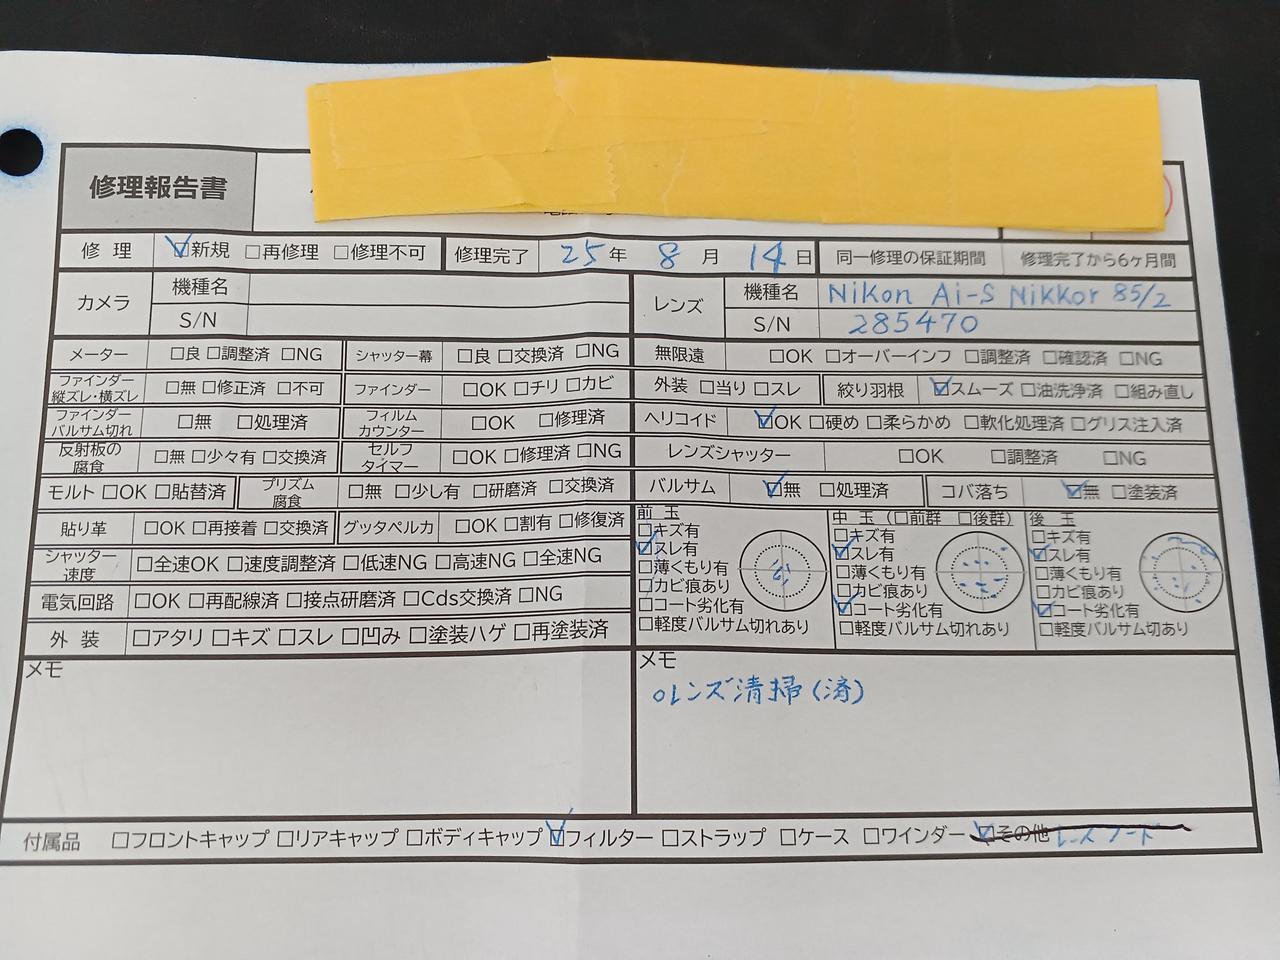 修理報告書
修理 ☑新規 □再修理 □修理不可 修理完了 25年 8月 14日 同一修理の保証期間 修理完了から6ヶ月間
カメラ 機種名 レンズ 機種名 Nikon Ai-S Nikkor 85/2
S/N S/N 285470
メーター □良 □調整済 □NG シャッター幕 □良 □交換済 □NG 無限遠 □OK □オーバーインフ □調整済 □確認済 □NG
ファインダー縦ズレ・横ズレ □無 □修正済 □不可 ファインダー □OK □チリ □カビ 外装 □当り □スレ 絞り羽根 ☑スムーズ □油洗浄済 □組み直し
ファインダーバルサム切れ □無 □処理済 フィルムカウンター □OK □修理済 ヘリコイド ☑OK □硬め □柔らかめ □軟化処理済 □グリス注入済
反射板の腐食 □無 □少々有 □交換済 セルフタイマー □OK □修理済 □NG レンズシャッター □OK □調整済 □NG
モルト □OK □貼替済 プリズム腐食 □無 □少し有 □研磨済 □交換済 バルサム ☑無 □処理済 コバ落ち ☑無 □塗装済
貼り革 □OK □再接着 □交換済 グッタペルカ □OK □割有 □修復済
シャッター速度 □全速OK □速度調整済 □低速NG □高速NG □全速NG
電気回路 □OK □再配線済 □接点研磨済 □Cds交換済 □NG
外装 □アタリ □キズ □スレ □凹み □塗装ハゲ □再塗装済
前玉
□キズ有
☑スレ有
□薄くもり有
□カビ痕あり
□コート劣化有
□軽度バルサム切れあり
中玉 (□前群 □後群)
□キズ有
☑スレ有
□薄くもり有
□カビ痕あり
☑コート劣化有
□軽度バルサム切れあり
後玉
□キズ有
☑スレ有
□薄くもり有
□カビ痕あり
☑コート劣化有
□軽度バルサム切あり
メモ
メモ
○レンズ清掃(済)
付属品 □フロントキャップ □リアキャップ □ボディキャップ ☑フィルター □ストラップ □ケース □ワインダー ☑その他 レンズフード